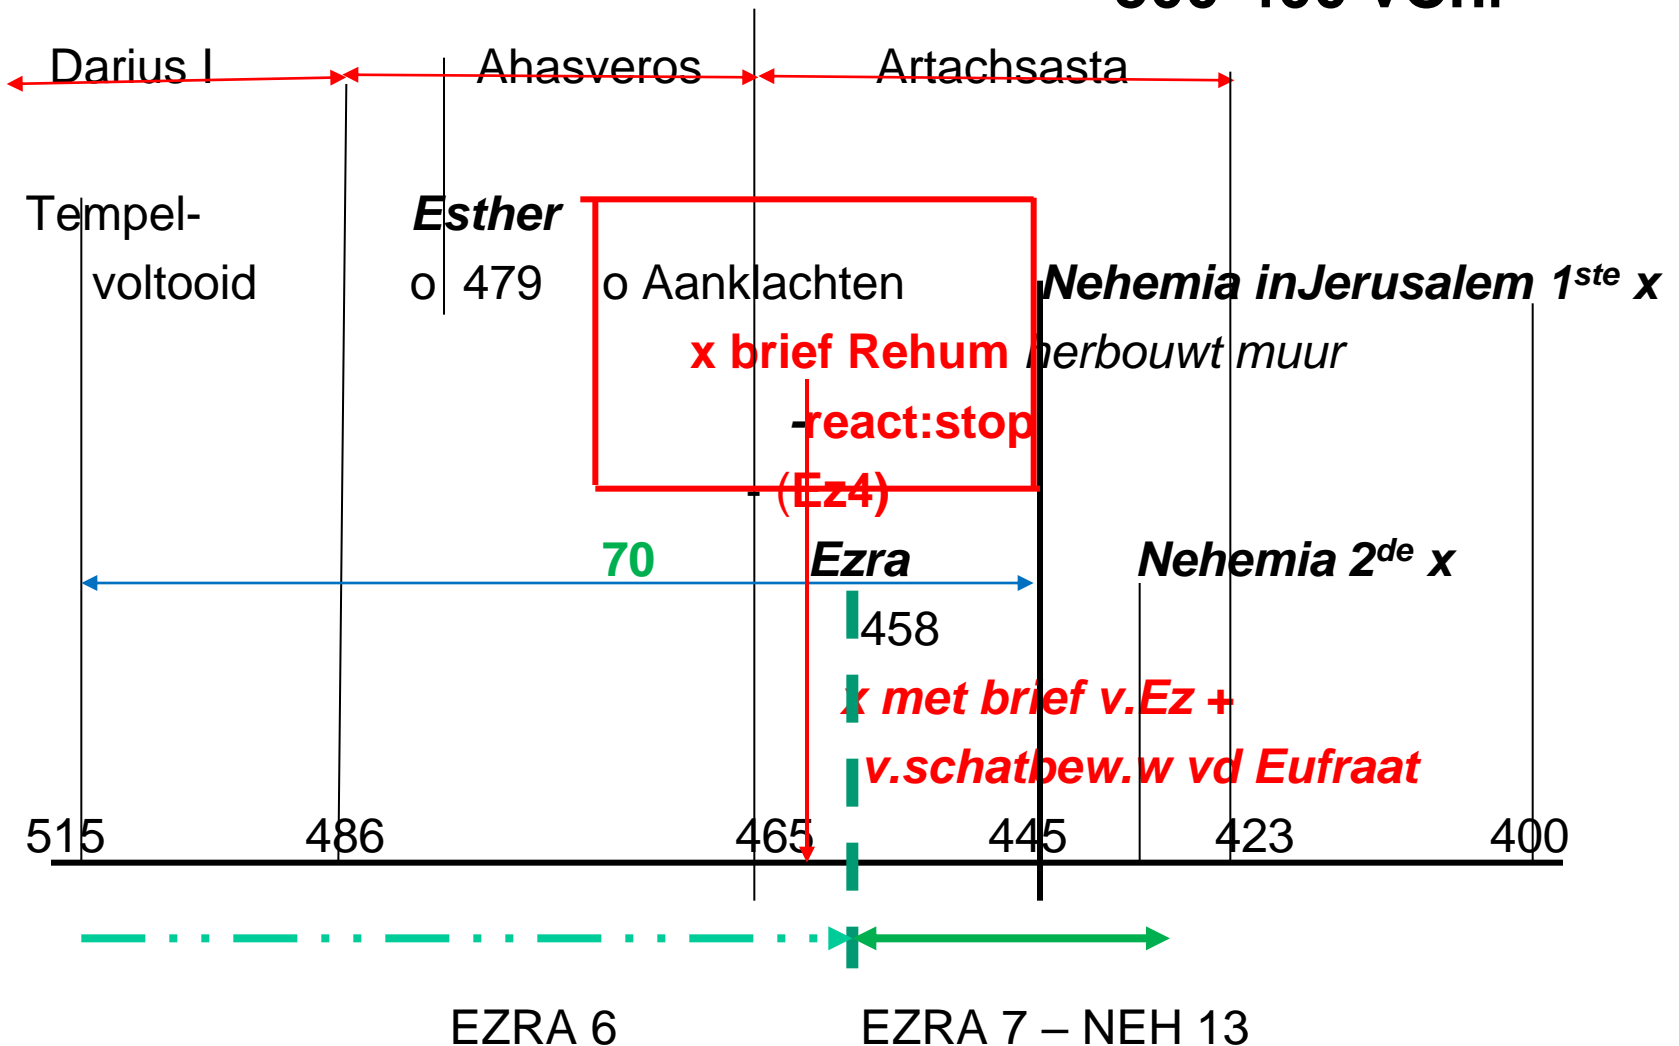 Darius I Ahasveros Artachsasta
Tempel- Esther
voltooid o 479 o Aanklachten Nehemia inJerusalem 1ste x
x brief Rehum herbouwt muur
-react:stop
- (Ez4)
70 Ezra Nehemia 2de x
458
x met brief v.Ez +
v.schatbew.w vd Eufraat
515 486 465 445 423 400
EZRA 6 EZRA 7 – NEH 13